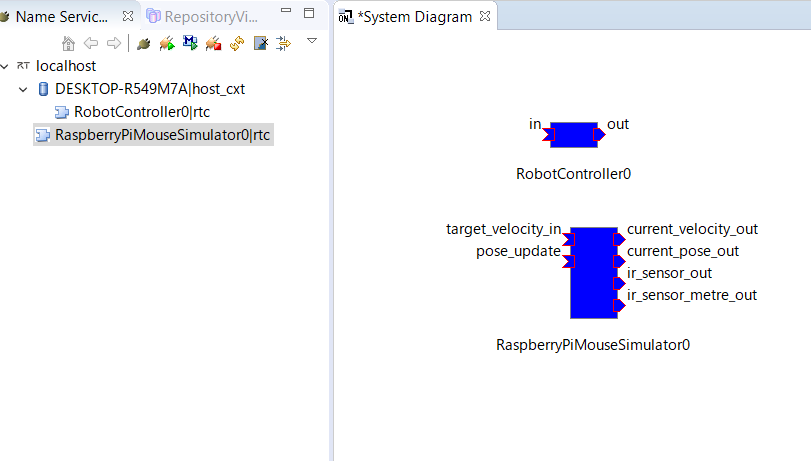 Name Servic...
RepositoryVi...
localhost
DESKTOP-R549M7A|host_cxt
RobotController0|rtc
RaspberryPiMouseSimulator0|rtc
*System Diagram
in
out
RobotController0
target_velocity_in
current_velocity_out
pose_update
current_pose_out
ir_sensor_out
ir_sensor_metre_out
RaspberryPiMouseSimulator0